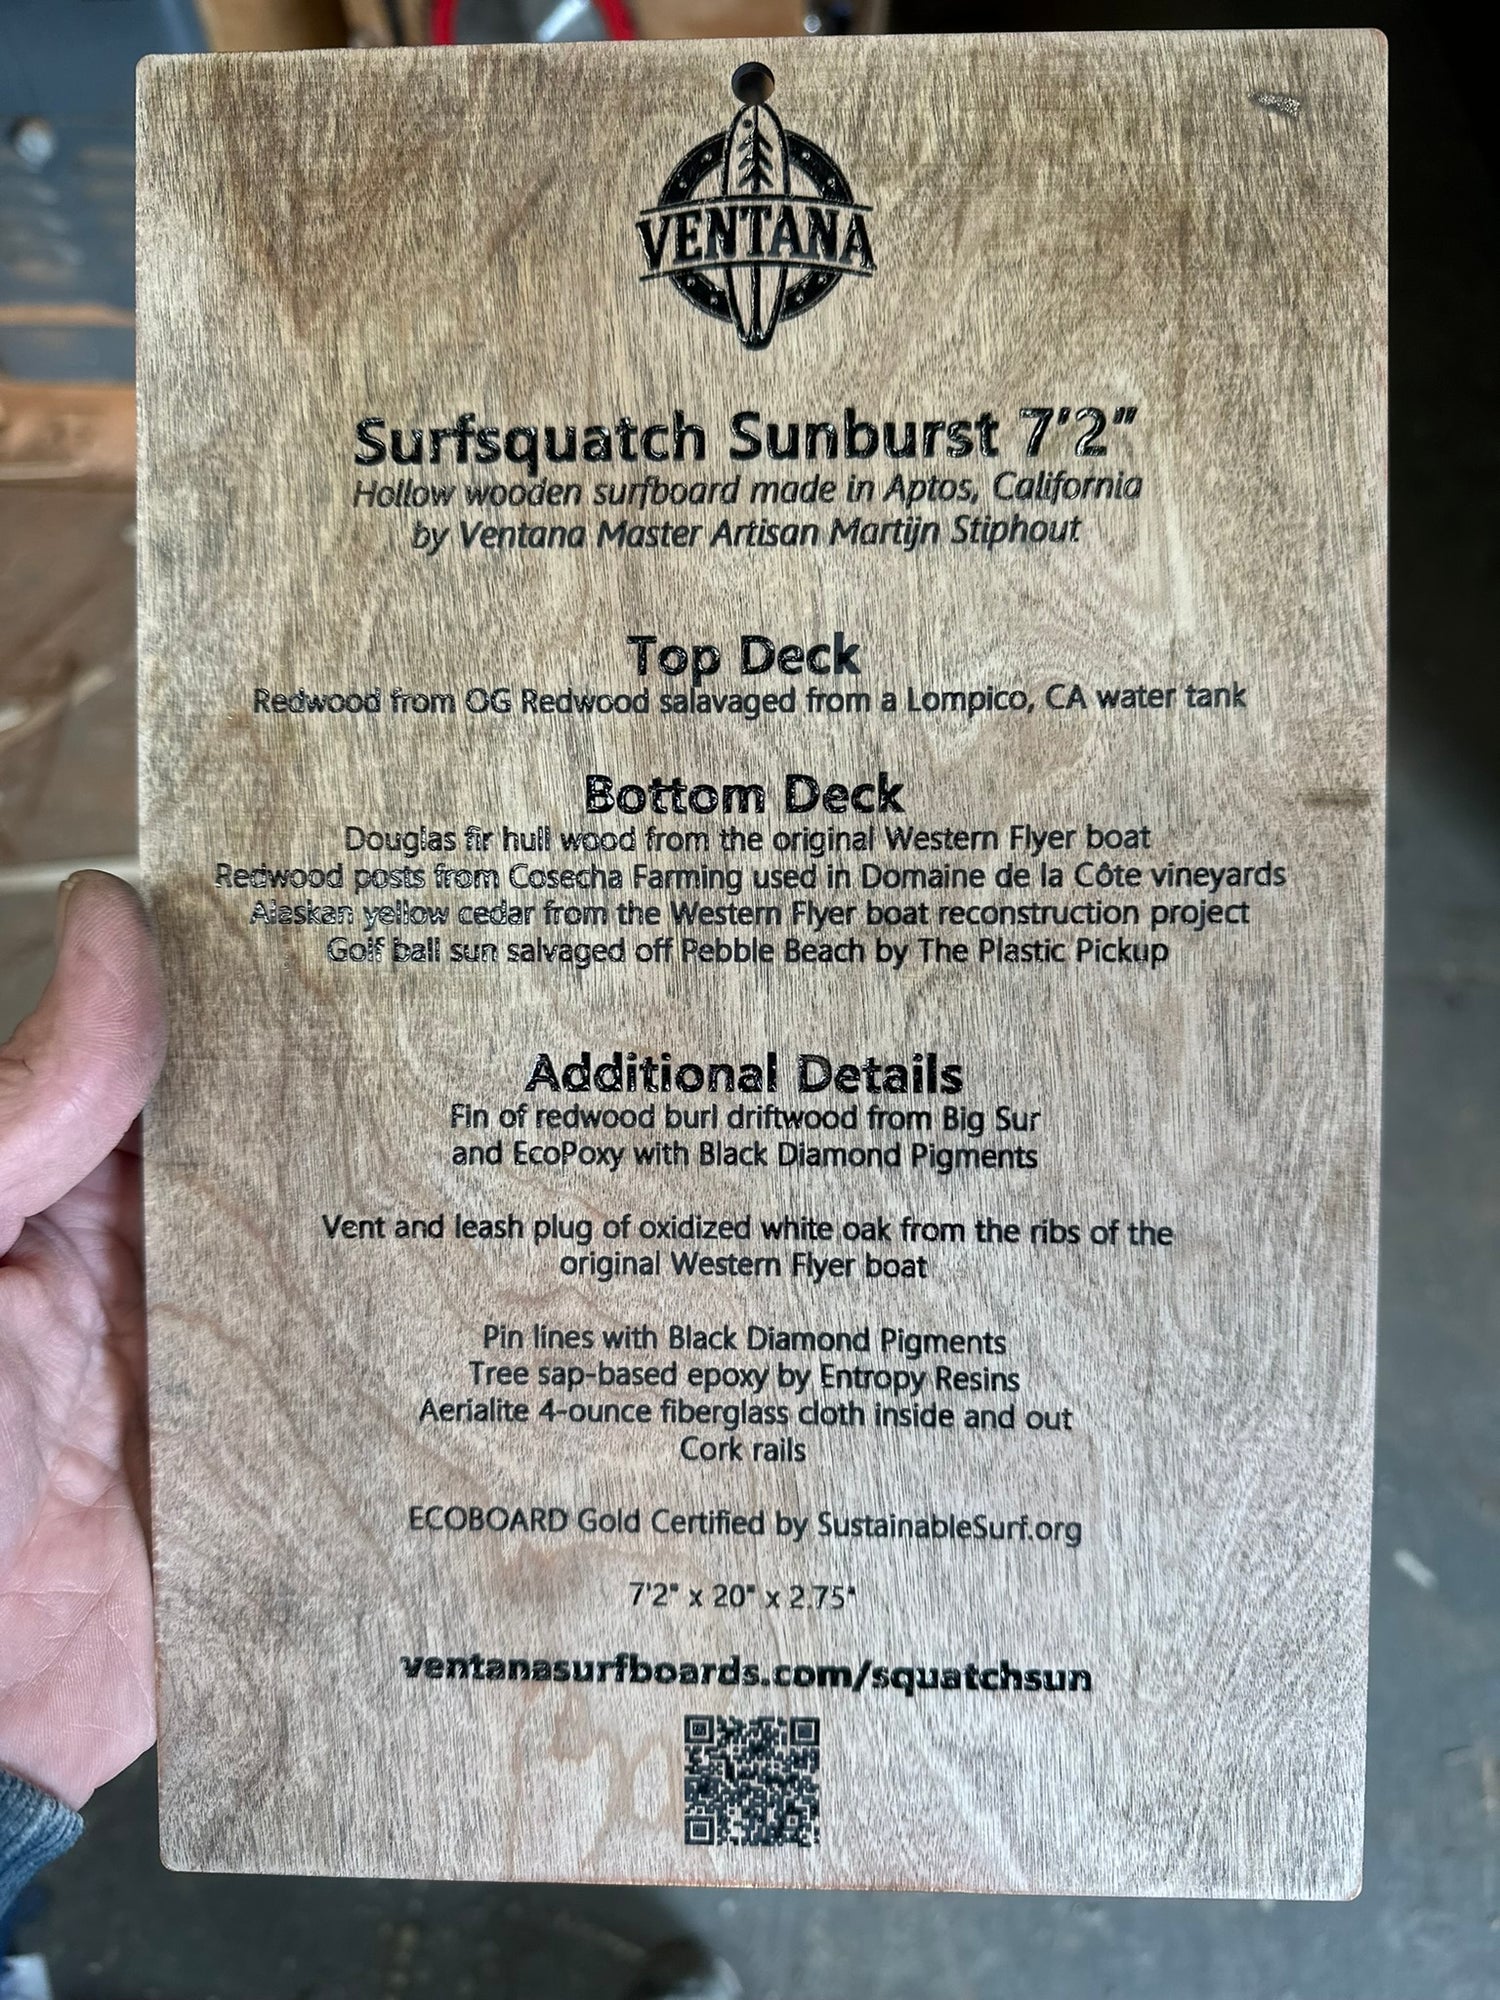 VENTANA
Surfsquatch Sunburst 7'2"
Hollow wooden surfboard made in Aptos, California
by Ventana Master Artisan Martijn Stiphout
Top Deck
Redwood from OG Redwood salavaged from a Lompico, CA water tank
Bottom Deck
Douglas fir hull wood from the original Western Flyer boat
Redwood posts from Cosecha Farming used in Domaine de la Côte vineyards
Alaskan yellow cedar from the Western Flyer boat reconstruction project
Golf ball sun salvaged off Pebble Beach by The Plastic Pickup
Additional Details
Fin of redwood burl driftwood from Big Sur
and EcoPoxy with Black Diamond Pigments
Vent and leash plug of oxidized white oak from the ribs of the
original Western Flyer boat
Pin lines with Black Diamond Pigments
Tree sap-based epoxy by Entropy Resins
Aerialite 4-ounce fiberglass cloth inside and out
Cork rails
ECOBOARD Gold Certified by SustainableSurf.org
7'2" x 20" x 2.75"
ventanasurfboards.com/squatchsun